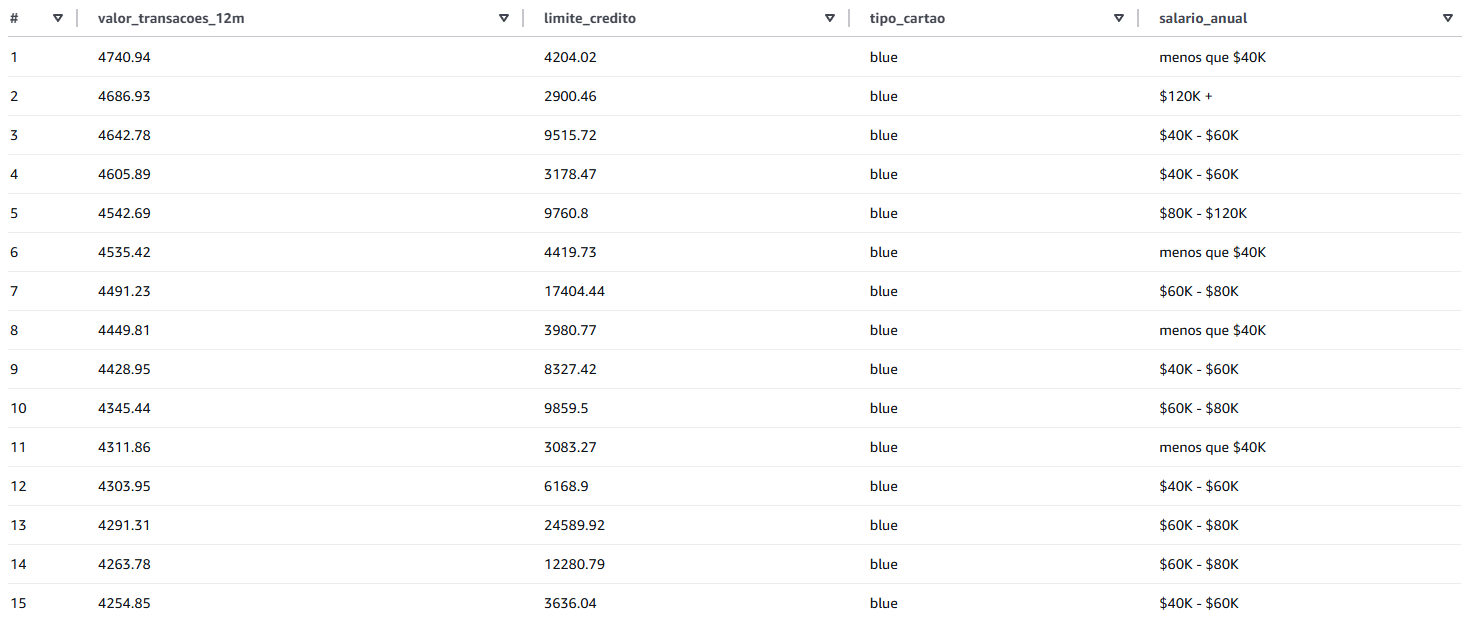 # valor_transacoes_12m limite_credito tipo_cartao salario_anual
1 4740.94 4204.02 blue menos que $40K
2 4686.93 2900.46 blue $120K +
3 4642.78 9515.72 blue $40K - $60K
4 4605.89 3178.47 blue $40K - $60K
5 4542.69 9760.8 blue $80K - $120K
6 4535.42 4419.73 blue menos que $40K
7 4491.23 17404.44 blue $60K - $80K
8 4449.81 3980.77 blue menos que $40K
9 4428.95 8327.42 blue $40K - $60K
10 4345.44 9859.5 blue $60K - $80K
11 4311.86 3083.27 blue menos que $40K
12 4303.95 6168.9 blue $40K - $60K
13 4291.31 24589.92 blue $60K - $80K
14 4263.78 12280.79 blue $60K - $80K
15 4254.85 3636.04 blue $40K - $60K